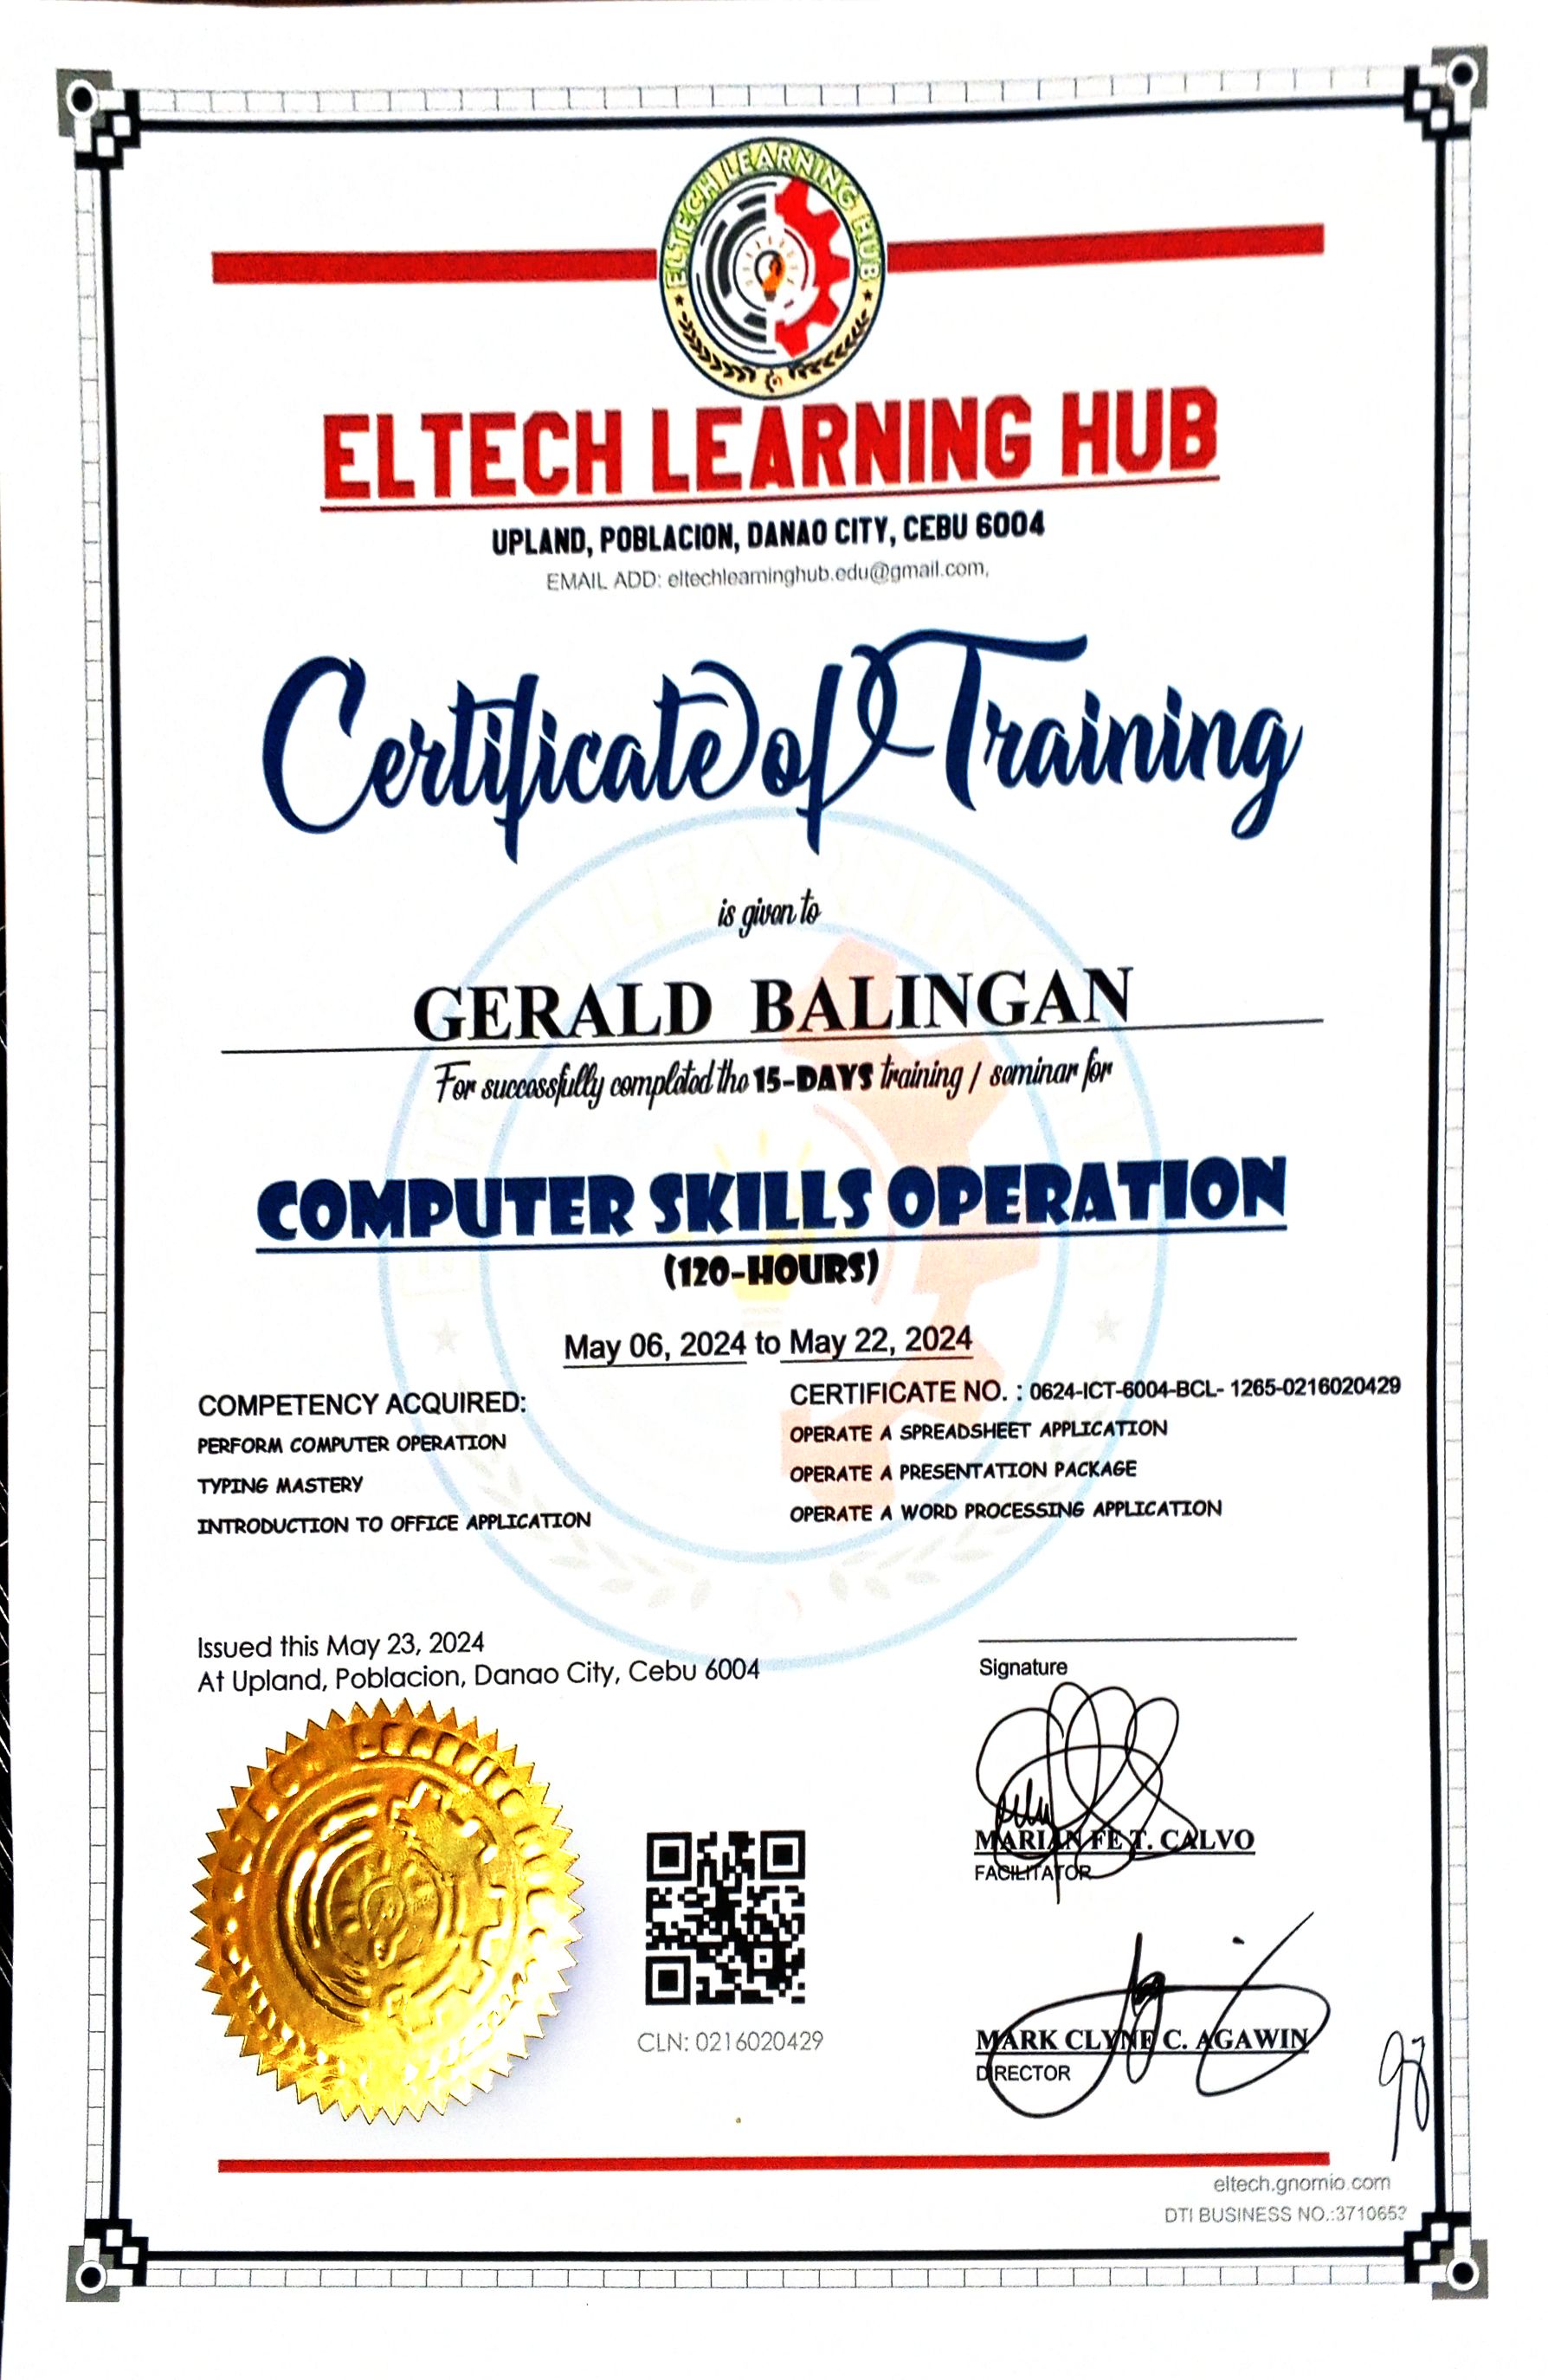 ELTECH LEARNING HUB
ELTECH LEARNING HUB
UPLAND, POBLACION, DANAO CITY, CEBU 6004
EMAIL ADD: eltechlearninghub.edu@gmail.com,
Certificate of Training
is given to
GERALD BALINGAN
For successfully completed the 15-DAYS training / seminar for
COMPUTER SKILLS OPERATION
(120-HOURS)
May 06, 2024 to May 22, 2024
COMPETENCY ACQUIRED:
PERFORM COMPUTER OPERATION
TYPING MASTERY
INTRODUCTION TO OFFICE APPLICATION
CERTIFICATE NO. : 0624-ICT-6004-BCL- 1265-0216020429
OPERATE A SPREADSHEET APPLICATION
OPERATE A PRESENTATION PACKAGE
OPERATE A WORD PROCESSING APPLICATION
Issued this May 23, 2024
At Upland, Poblacion, Danao City, Cebu 6004
Signature
MARIAN FE T. CALVO
FACILITATOR
CLN: 0216020429
MARK CLYNE C. AGAWIN
DIRECTOR
eltech.gnomio.com
DTI BUSINESS NO.: